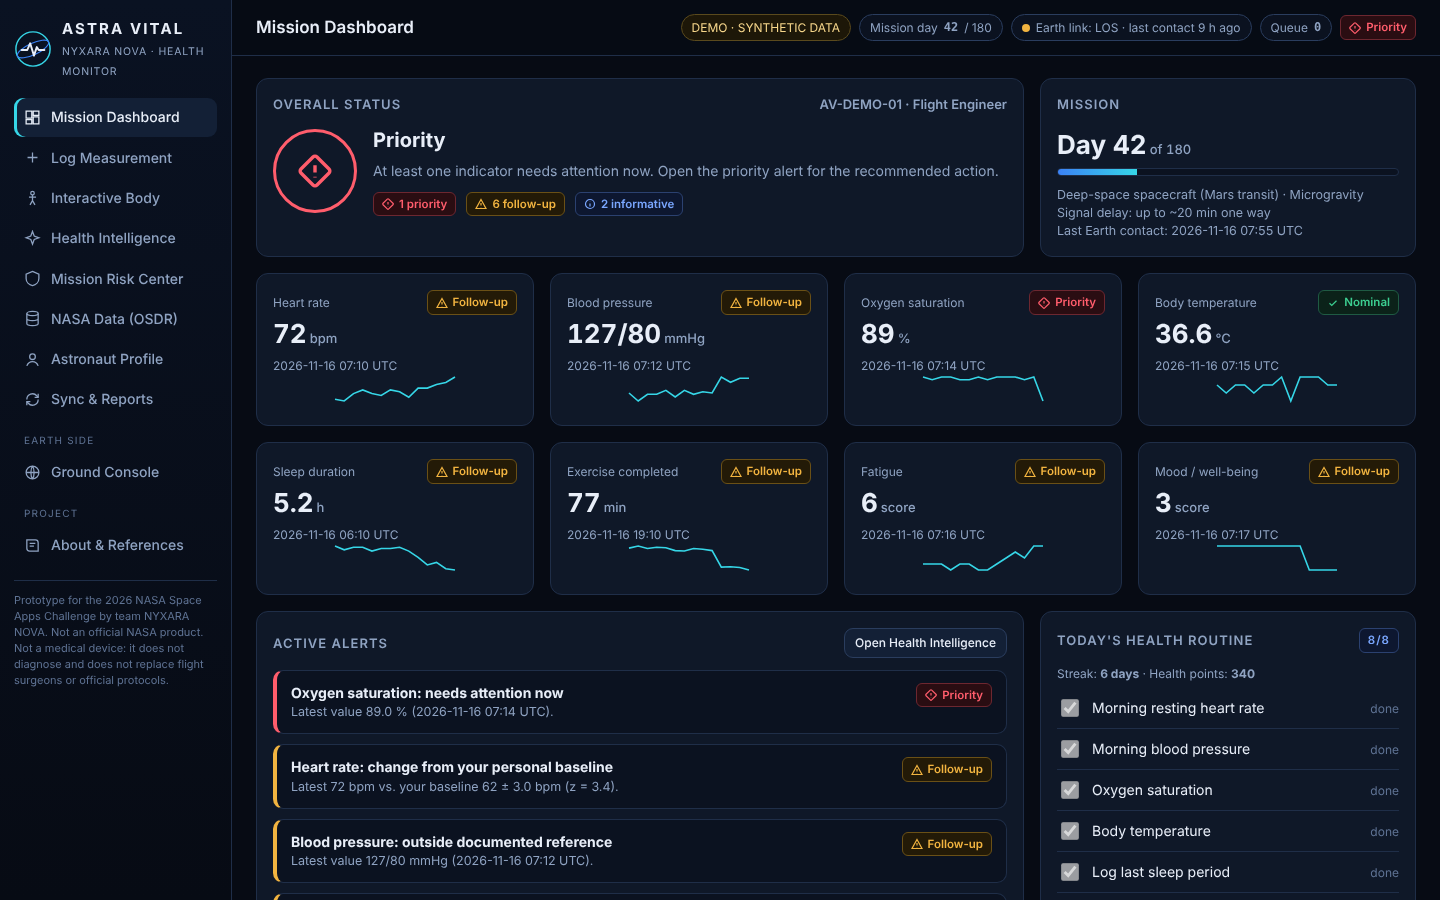 ASTRA VITAL
NYXARA NOVA · HEALTH
MONITOR
Mission Dashboard
Log Measurement
Interactive Body
Health Intelligence
Mission Risk Center
NASA Data (OSDR)
Astronaut Profile
Sync & Reports
EARTH SIDE
Ground Console
PROJECT
About & References
Prototype for the 2026 NASA Space
Apps Challenge by team NYXARA
NOVA. Not an official NASA product.
Not a medical device: it does not
diagnose and does not replace flight
surgeons or official protocols.
Mission Dashboard
DEMO · SYNTHETIC DATA
Mission day 42 / 180
Earth link: LOS · last contact 9 h ago
Queue 0
Priority
OVERALL STATUS
AV-DEMO-01 · Flight Engineer
Priority
At least one indicator needs attention now. Open the priority alert for the recommended action.
1 priority
6 follow-up
2 informative
MISSION
Day 42 of 180
Deep-space spacecraft (Mars transit) · Microgravity
Signal delay: up to ~20 min one way
Last Earth contact: 2026-11-16 07:55 UTC
Heart rate
Follow-up
72 bpm
2026-11-16 07:10 UTC
Blood pressure
Follow-up
127/80 mmHg
2026-11-16 07:12 UTC
Oxygen saturation
Priority
89 %
2026-11-16 07:14 UTC
Body temperature
Nominal
36.6 °C
2026-11-16 07:15 UTC
Sleep duration
Follow-up
5.2 h
2026-11-16 06:10 UTC
Exercise completed
Follow-up
77 min
2026-11-16 19:10 UTC
Fatigue
Follow-up
6 score
2026-11-16 07:16 UTC
Mood / well-being
Follow-up
3 score
2026-11-16 07:17 UTC
ACTIVE ALERTS
Open Health Intelligence
Oxygen saturation: needs attention now
Priority
Latest value 89.0 % (2026-11-16 07:14 UTC).
Heart rate: change from your personal baseline
Follow-up
Latest 72 bpm vs. your baseline 62 ± 3.0 bpm (z = 3.4).
Blood pressure: outside documented reference
Follow-up
Latest value 127/80 mmHg (2026-11-16 07:12 UTC).
TODAY'S HEALTH ROUTINE
8/8
Streak: 6 days · Health points: 340
Morning resting heart rate done
Morning blood pressure done
Oxygen saturation done
Body temperature done
Log last sleep period done